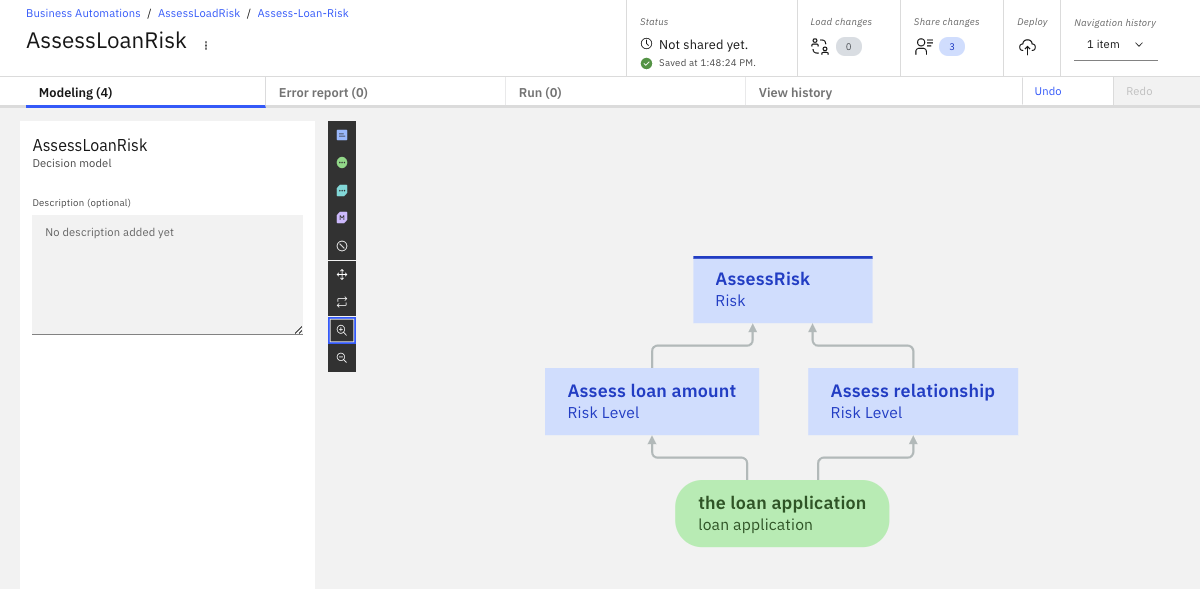 Business Automations / AssessLoadRisk / Assess-Loan-Risk
AssessLoanRisk
Status
Not shared yet.
Saved at 1:48:24 PM.
Load changes
0
Share changes
3
Deploy
Navigation history
1 item
Modeling (4)
Error report (0)
Run (0)
View history
Undo
Redo
AssessLoanRisk
Decision model
Description (optional)
No description added yet
M
AssessRisk
Risk
Assess loan amount
Risk Level
Assess relationship
Risk Level
the loan application
loan application